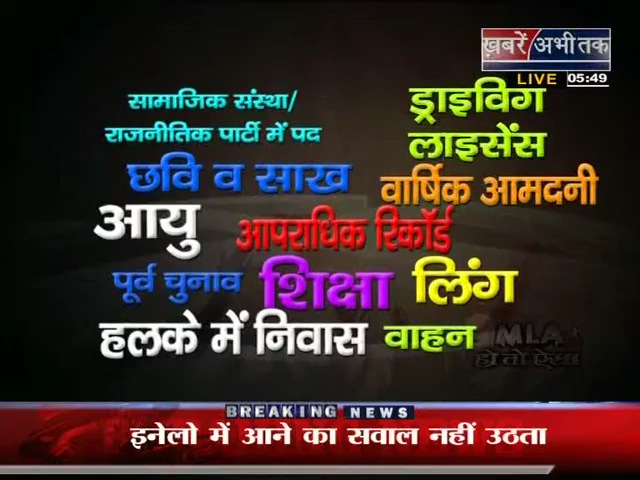 ख़बरें अभी तक
LIVE 05:49
सामाजिक संस्था/
राजनीतिक पार्टी में पद
ड्राइविंग
लाइसेंस
छवि व साख
वार्षिक आमदनी
आयु
आपराधिक रिकॉर्ड
पूर्व चुनाव
शिक्षा
लिंग
हलके में निवास
वाहन
MLA
हो तो ऐसा
BREAKING NEWS
इनेलो में आने का सवाल नहीं उठता